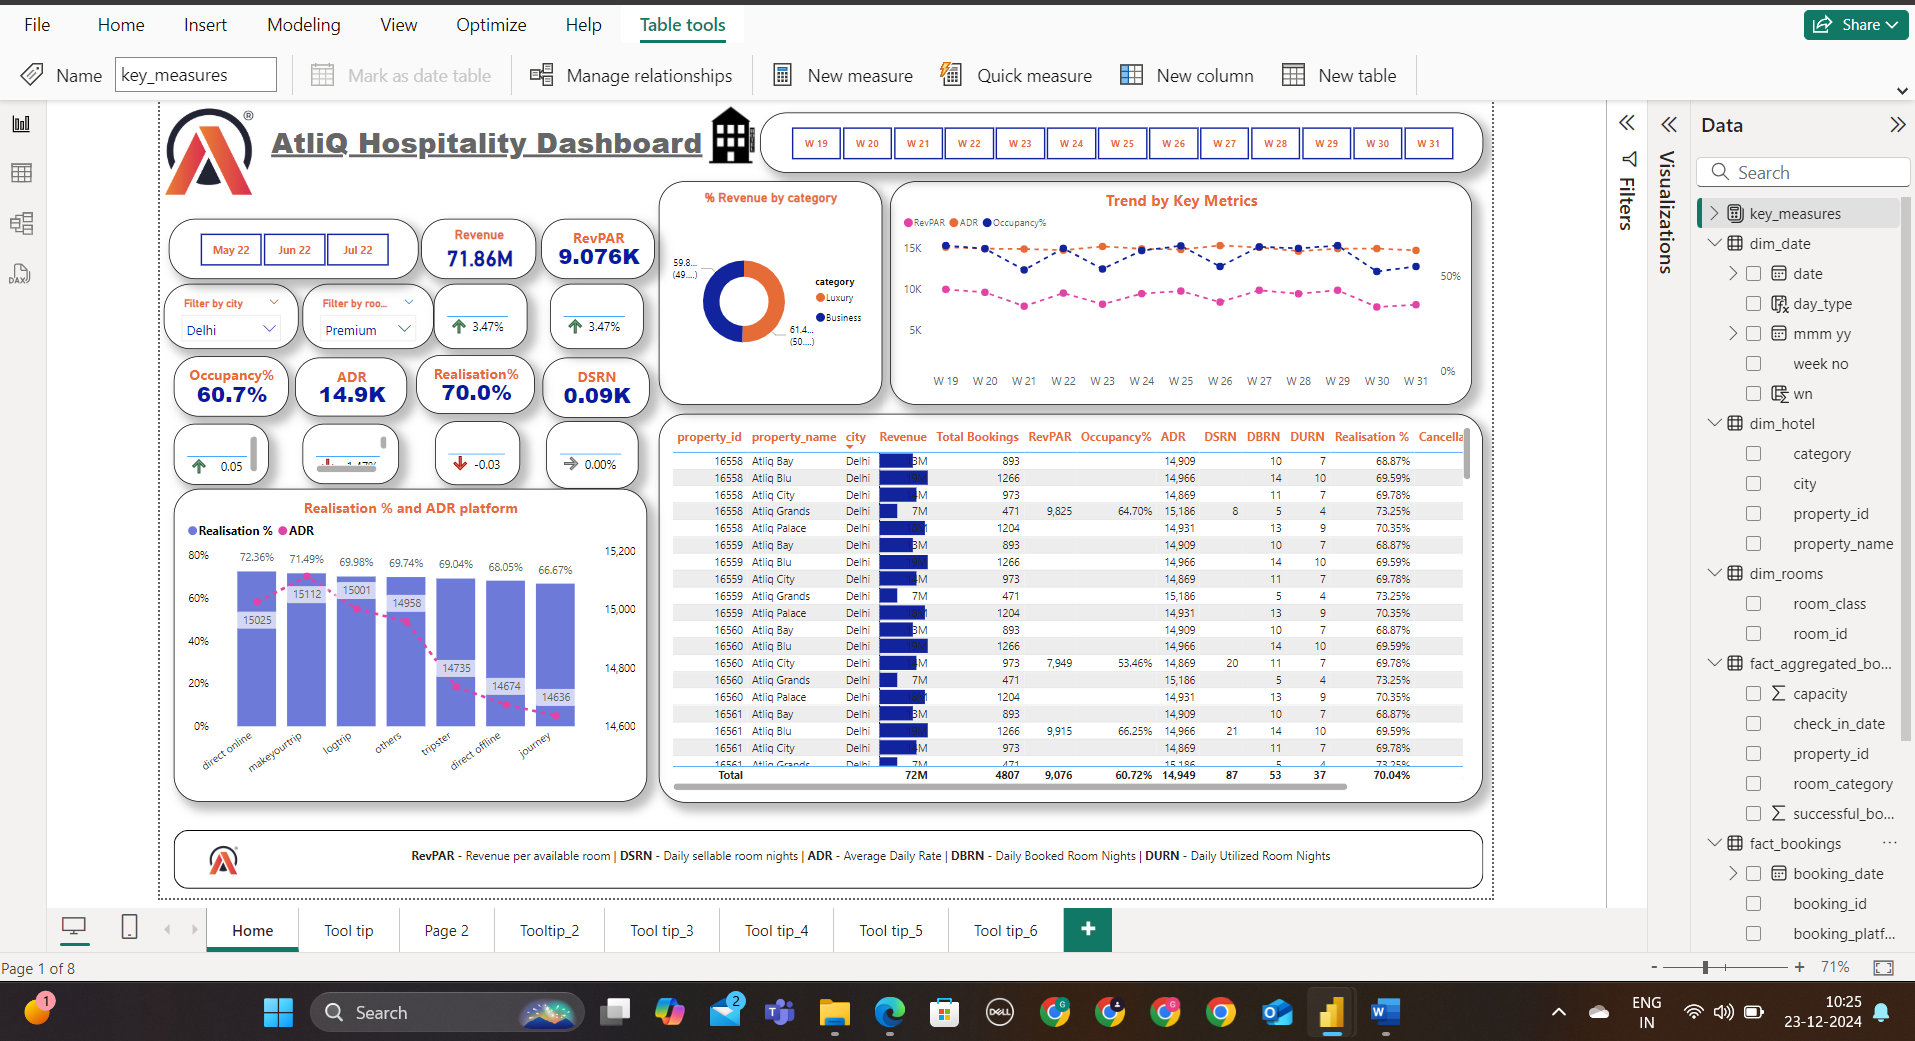 File Home Insert Modeling View Optimize Help Table tools Share
Name key_measures Mark as date table Manage relationships New measure Quick measure New column New table
AtliQ Hospitality Dashboard
W 19 W 20 W 21 W 22 W 23 W 24 W 25 W 26 W 27 W 28 W 29 W 30 W 31
May 22 Jun 22 Jul 22
Revenue
71.86M
RevPAR
9.076K
Filter by city
Delhi
Filter by roo...
Premium
3.47%
3.47%
Occupancy%
60.7%
ADR
14.9K
Realisation%
70.0%
DSRN
0.09K
0.05
-0.03
0.00%
% Revenue by category
59.8...
(49....)
61.4...
(50....)
category
Luxury
Business
Trend by Key Metrics
RevPAR ADR Occupancy%
15K
10K
5K
50%
0%
W 19 W 20 W 21 W 22 W 23 W 24 W 25 W 26 W 27 W 28 W 29 W 30 W 31
Realisation % and ADR platform
Realisation % ADR
80%
60%
40%
20%
0%
72.36% 71.49% 69.98% 69.74% 69.04% 68.05% 66.67%
15025 15112 15001 14958 14735 14674 14636
15,200
15,000
14,800
14,600
direct online makeyourtrip logtrip others tripster direct offline journey
property_id property_name city Revenue Total Bookings RevPAR Occupancy% ADR DSRN DBRN DURN Realisation % Cancella
16558 Atliq Bay Delhi 3M 893 14,909 10 7 68.87%
16558 Atliq Blu Delhi 1266 14,966 14 10 69.59%
16558 Atliq City Delhi 4M 973 14,869 11 7 69.78%
16558 Atliq Grands Delhi 7M 471 9,825 64.70% 15,186 8 5 4 73.25%
16558 Atliq Palace Delhi 1204 14,931 13 9 70.35%
16559 Atliq Bay Delhi 3M 893 14,909 10 7 68.87%
16559 Atliq Blu Delhi 1266 14,966 14 10 69.59%
16559 Atliq City Delhi 4M 973 14,869 11 7 69.78%
16559 Atliq Grands Delhi 7M 471 15,186 5 4 73.25%
16559 Atliq Palace Delhi 1204 14,931 13 9 70.35%
16560 Atliq Bay Delhi 3M 893 14,909 10 7 68.87%
16560 Atliq Blu Delhi 1266 14,966 14 10 69.59%
16560 Atliq City Delhi 4M 973 7,949 53.46% 14,869 20 11 7 69.78%
16560 Atliq Grands Delhi 7M 471 15,186 5 4 73.25%
16560 Atliq Palace Delhi 1204 14,931 13 9 70.35%
16561 Atliq Bay Delhi 3M 893 14,909 10 7 68.87%
16561 Atliq Blu Delhi 1266 9,915 66.25% 14,966 21 14 10 69.59%
16561 Atliq City Delhi 4M 973 14,869 11 7 69.78%
16561 Atliq Grands Delhi 7M 471 15,186 5 4 73.25%
Total 72M 4807 9,076 60.72% 14,949 87 53 37 70.04%
RevPAR - Revenue per available room | DSRN - Daily sellable room nights | ADR - Average Daily Rate | DBRN - Daily Booked Room Nights | DURN - Daily Utilized Room Nights
Filters
Visualizations
Data
Search
key_measures
dim_date
date
day_type
mmm yy
week no
wn
dim_hotel
category
city
property_id
property_name
dim_rooms
room_class
room_id
fact_aggregated_bo...
capacity
check_in_date
property_id
room_category
successful_bo...
fact_bookings
booking_date
booking_id
booking_platf...
DAX
Home Tool tip Page 2 Tooltip_2 Tool tip_3 Tool tip_4 Tool tip_5 Tool tip_6
Page 1 of 8
- + 71%
1
Search
2
DELL
ENG
IN
10:25
23-12-2024